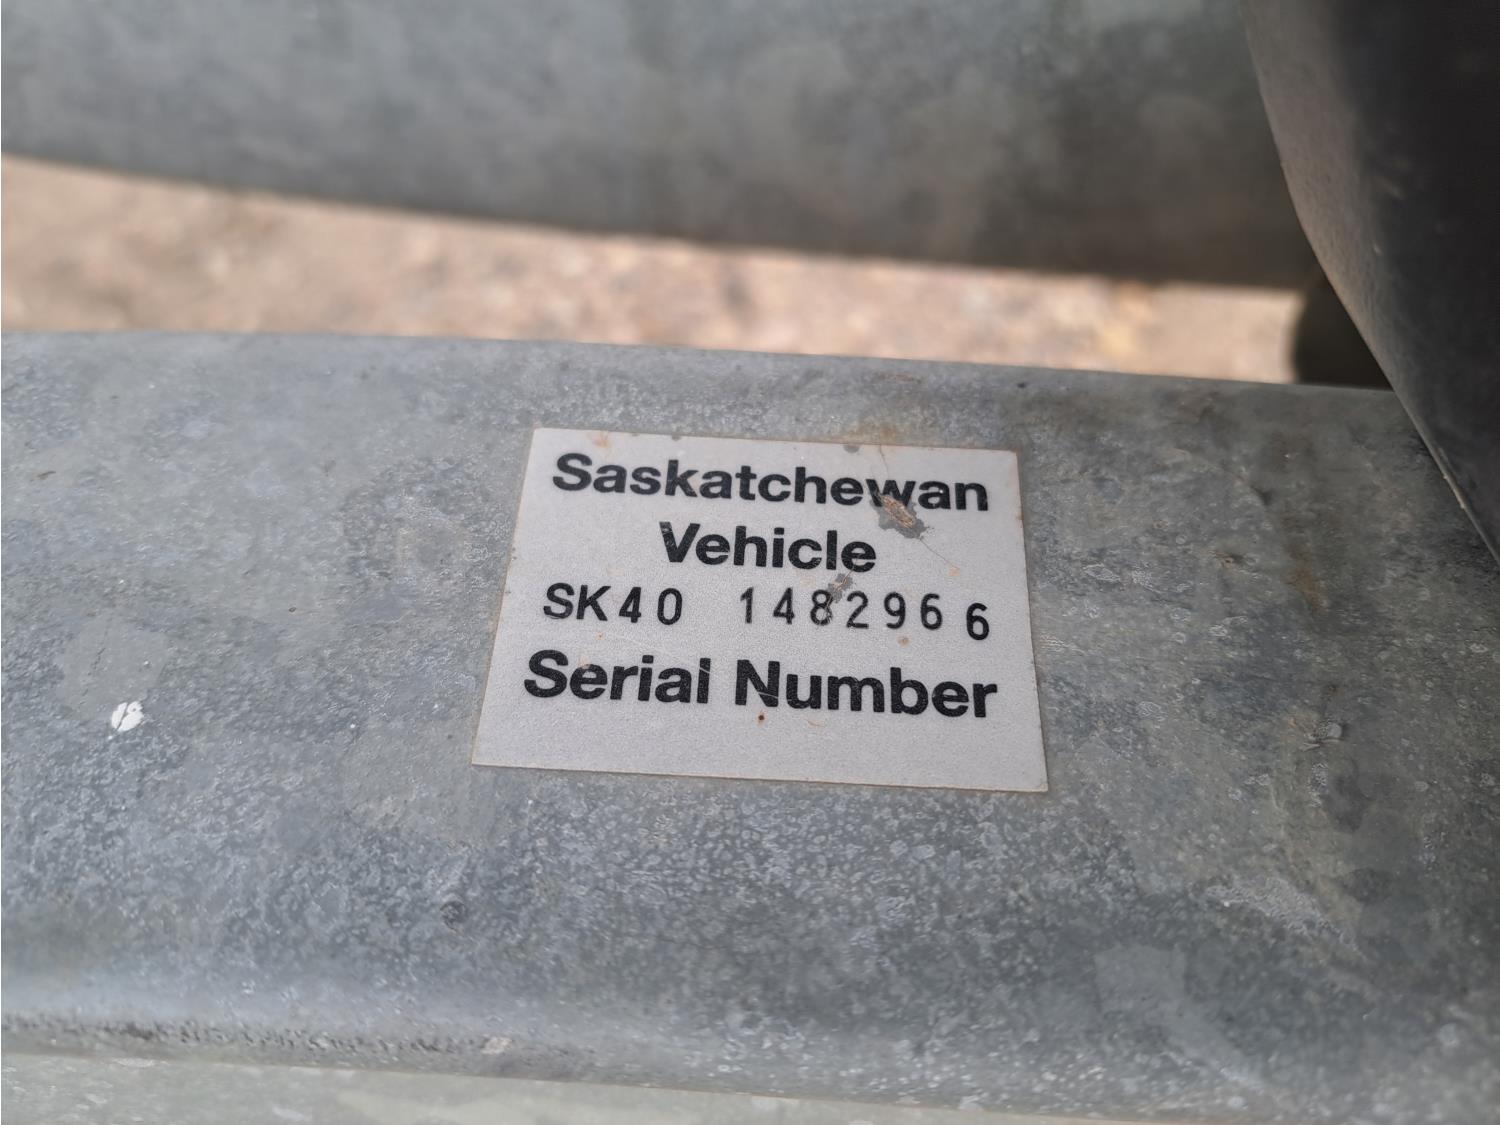 Saskatchewan
Vehicle
SK40 1482966
Serial Number